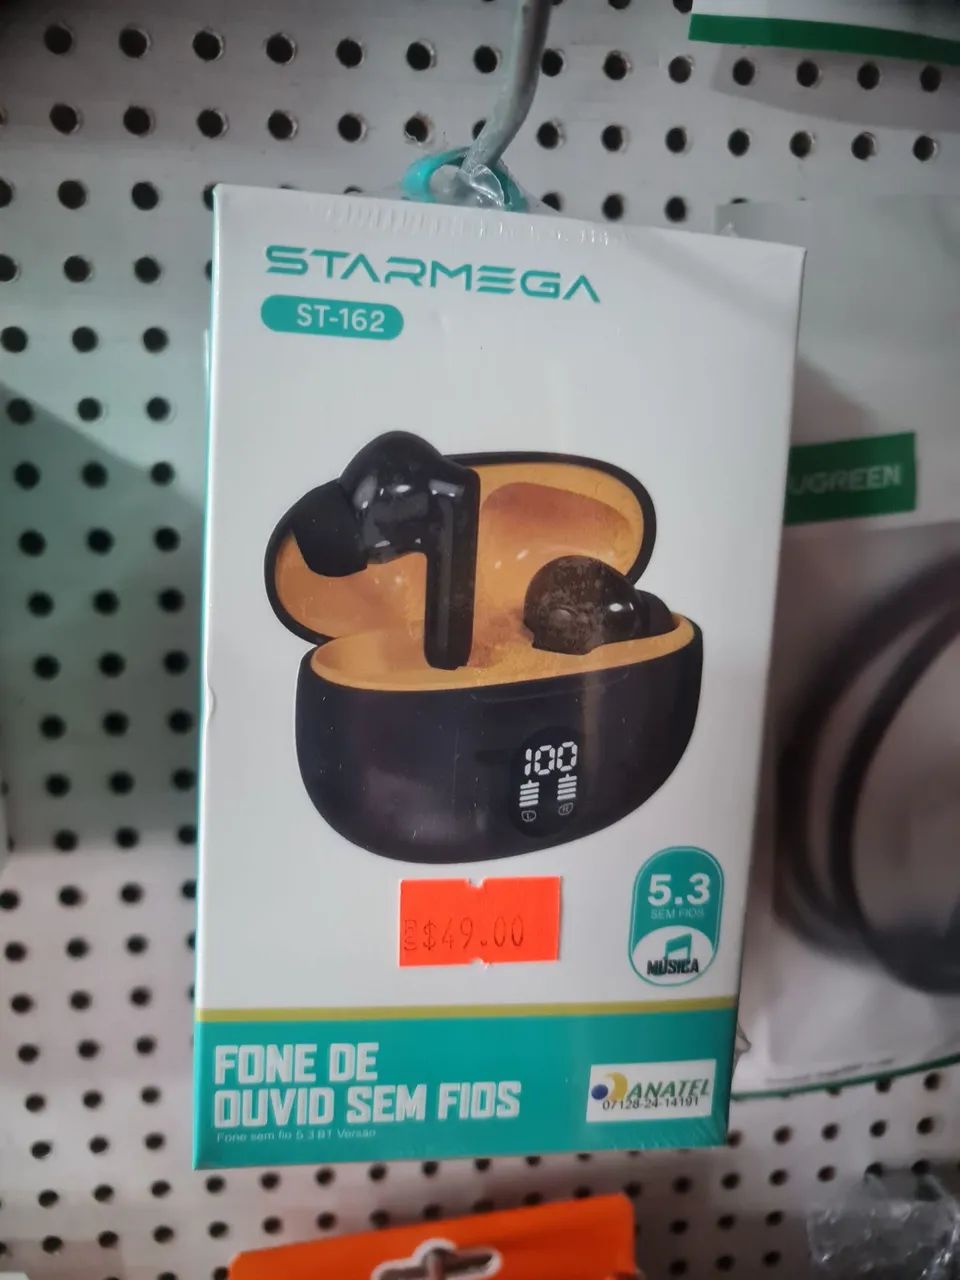 STARMEGA
ST-162
UGREEN
100
L R
R$49.00
5.3
SEM FIOS
MÚSICA
FONE DE
OUVID SEM FIOS
Fone sem fio 5.3 BT Versão
ANATEL
07128-24-14191